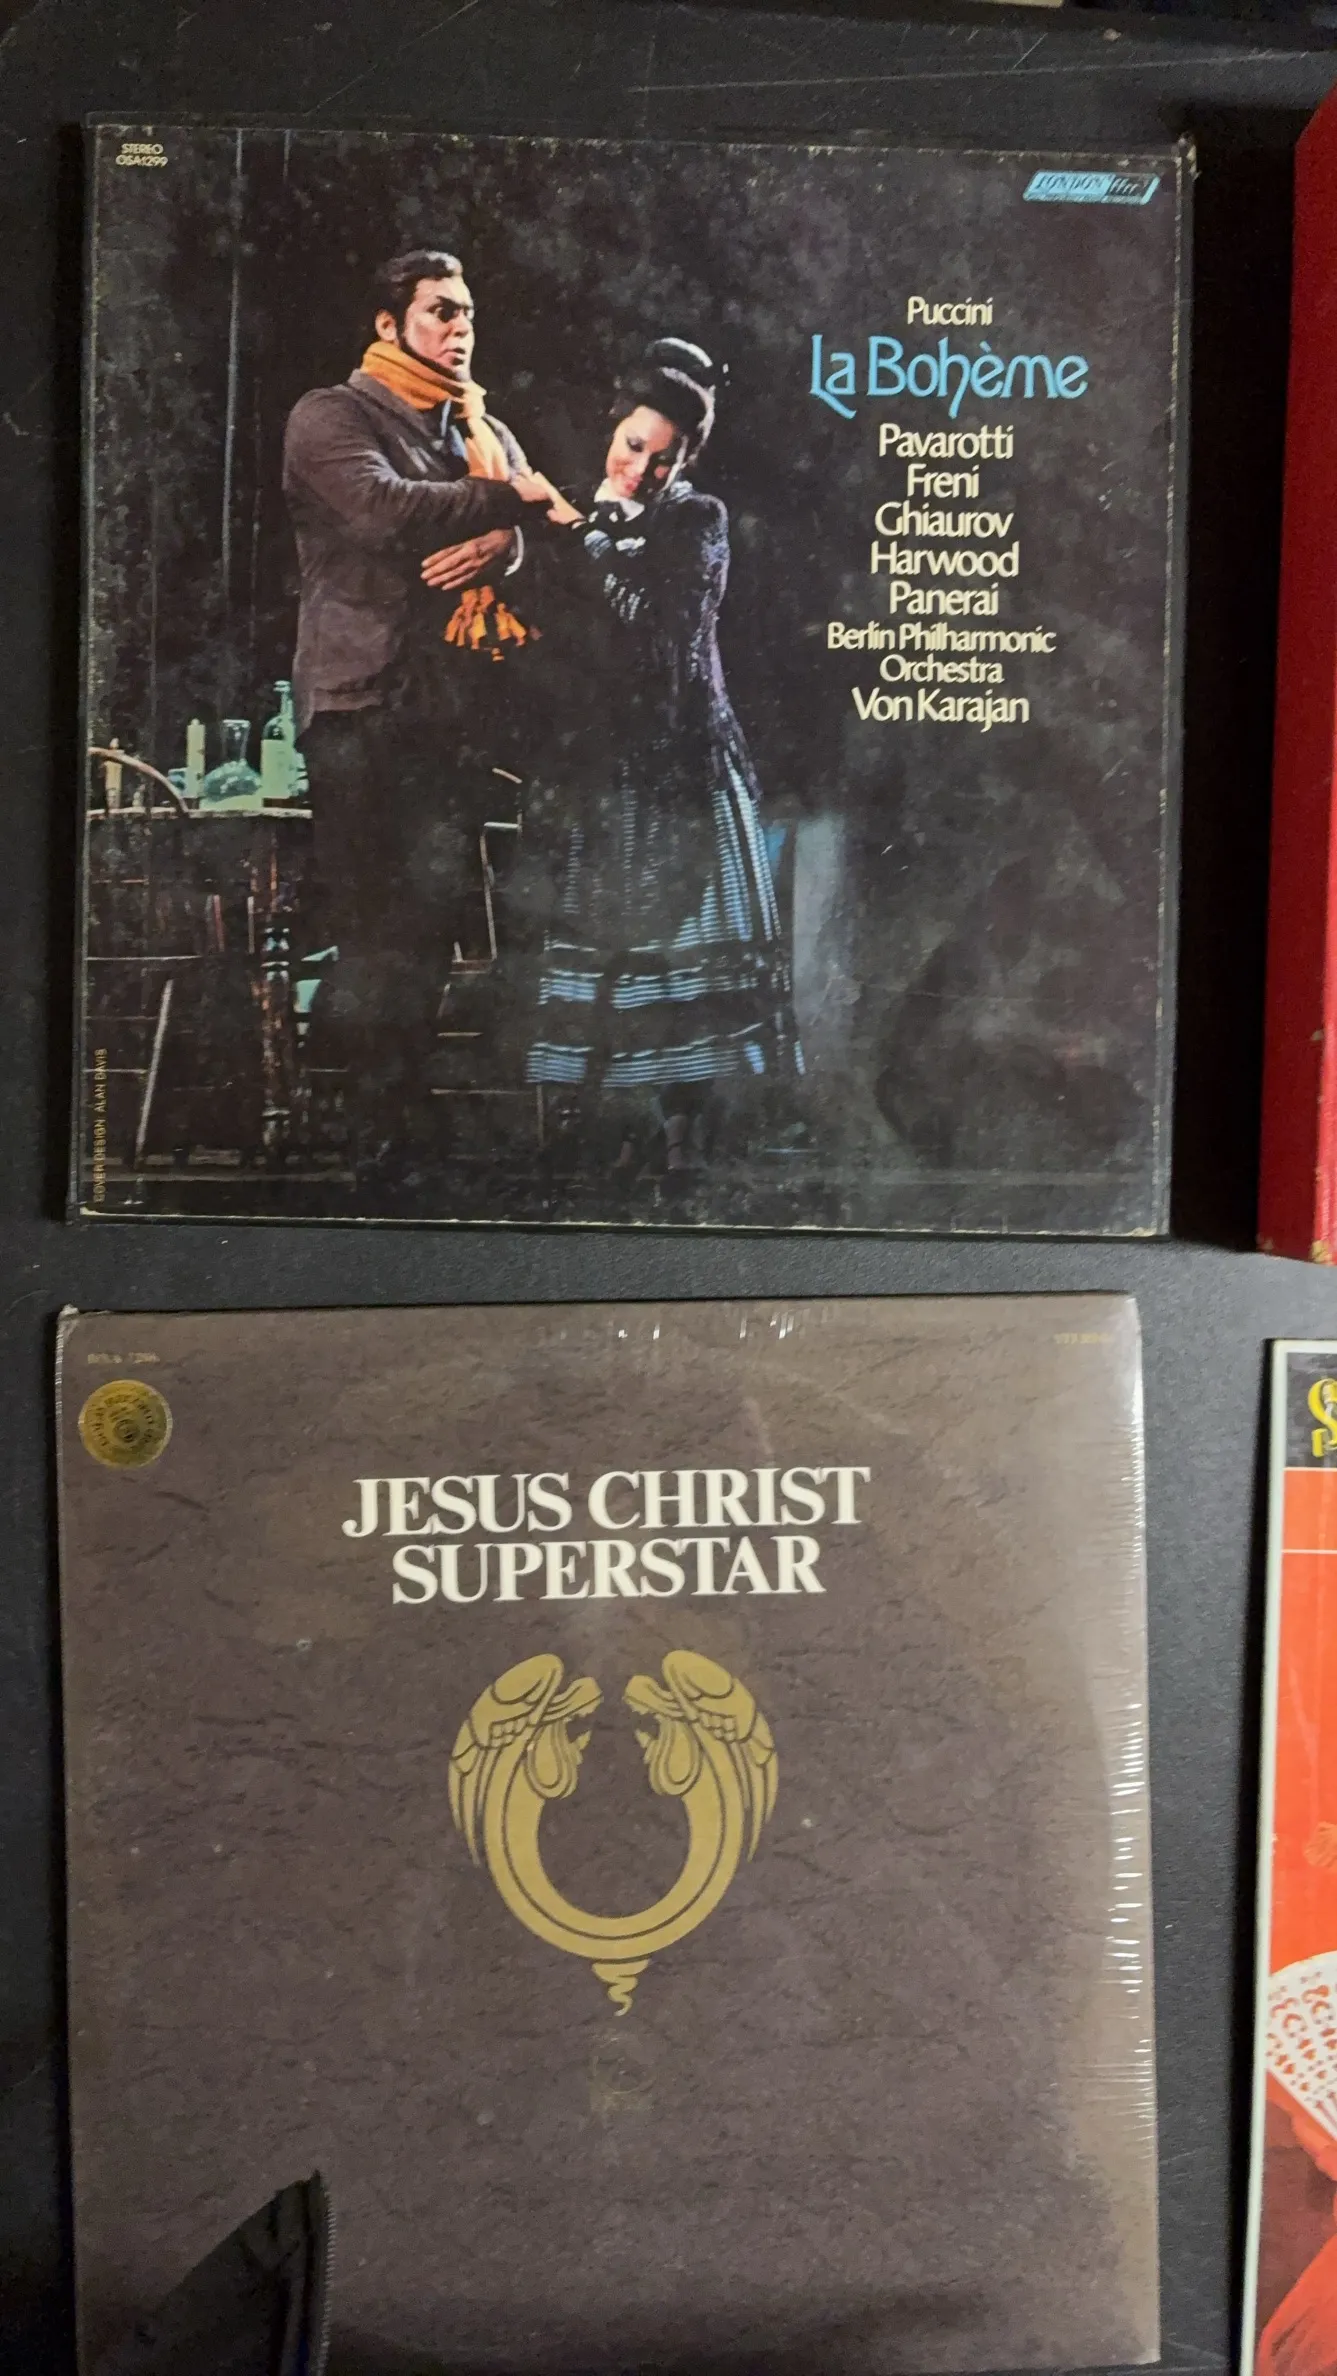 STEREO
OSA1299
LONDON ffrr
Puccini
La Bohème
Pavarotti
Freni
Ghiaurov
Harwood
Panerai
Berlin Philharmonic
Orchestra
Von Karajan
COVER DESIGN ALAN DAVIS
JESUS CHRIST
SUPERSTAR